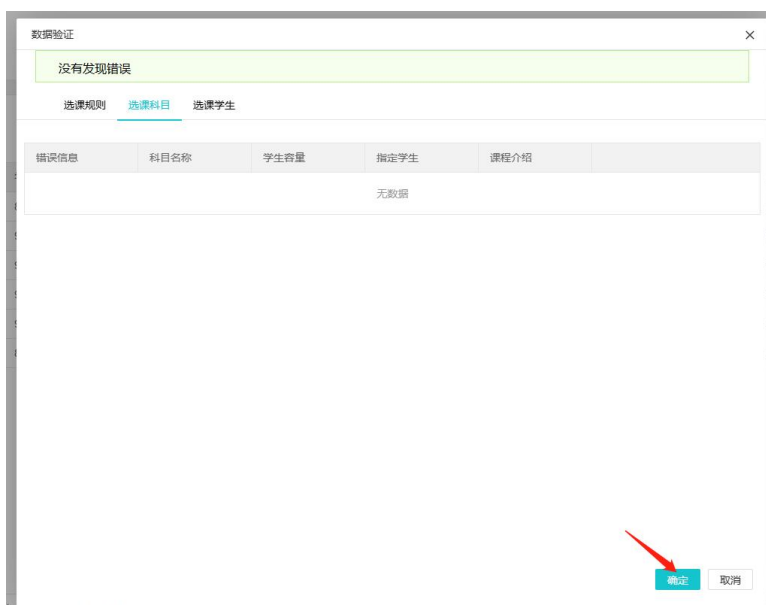 数据验证
没有发现错误
选课规则 选课科目 选课学生
错误信息 科目名称 学生容量 指定学生 课程介绍
无数据
确定 取消